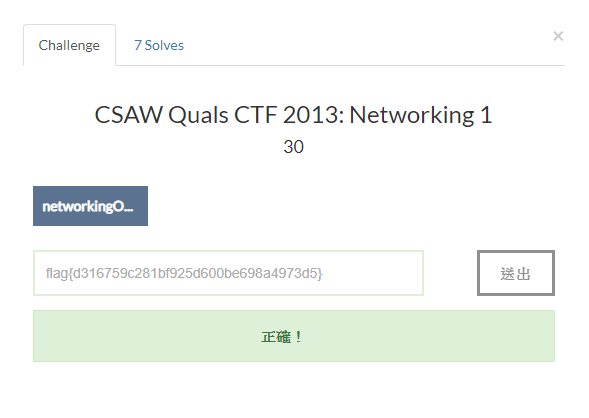 Challenge
7 Solves
×
CSAW Quals CTF 2013: Networking 1
30
networkingO...
flag{d316759c281bf925d600be698a4973d5}
送出
正確！